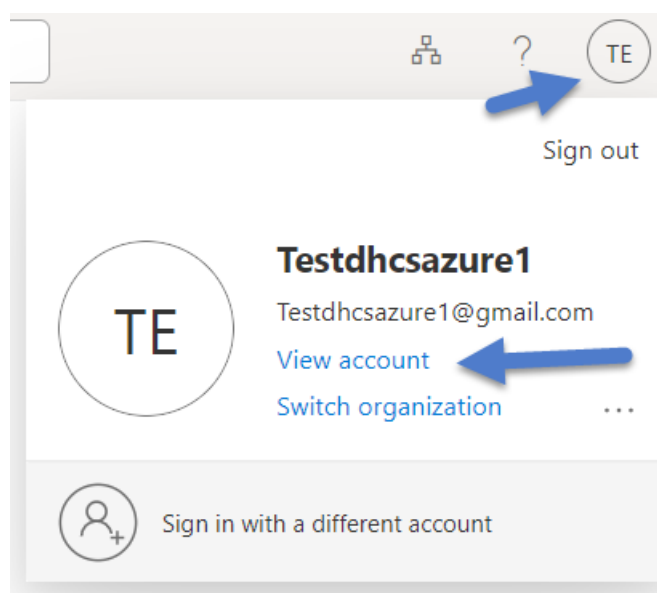 ? TE
Sign out
TE
Testdhcsazure1
Testdhcsazure1@gmail.com
View account
Switch organization ...
Sign in with a different account